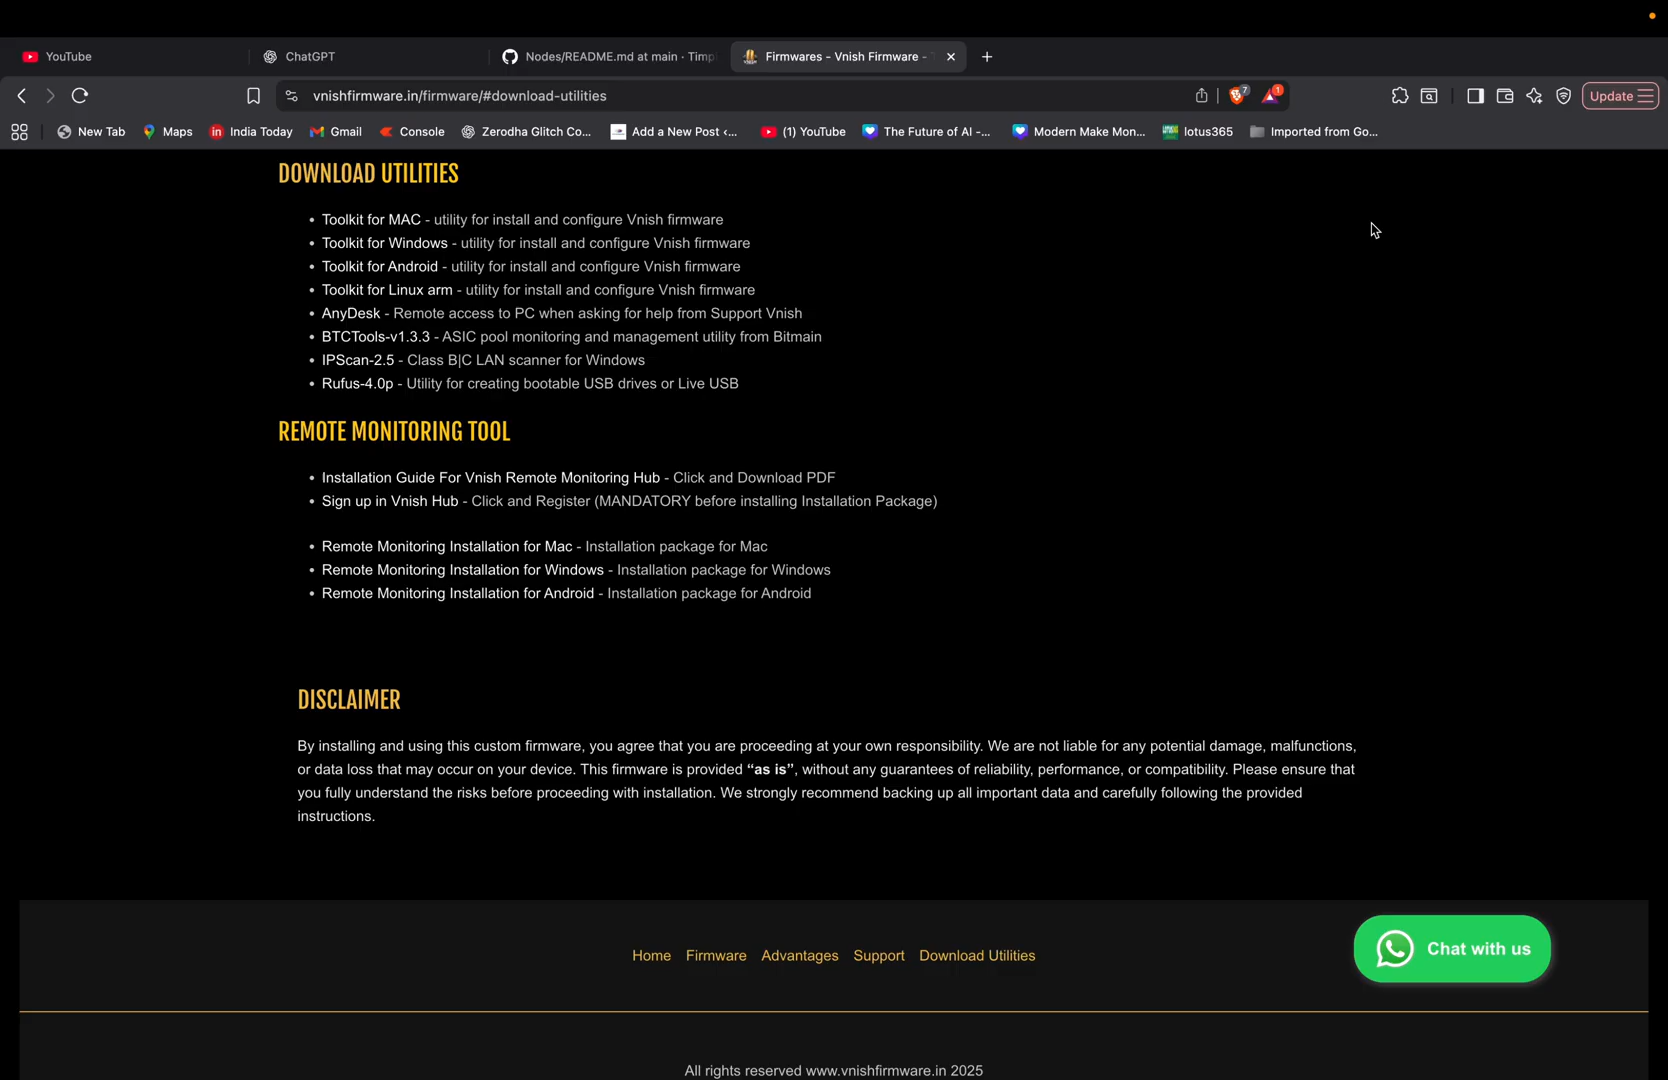 YouTube
ChatGPT
Nodes/README.md at main · Timp
Firmwares - Vnish Firmware -
vnishfirmware.in/firmware/#download-utilities
7
1
Update
New Tab
Maps
in India Today
Gmail
Console
Zerodha Glitch Co...
Add a New Post ‹...
(1) YouTube
The Future of AI -...
Modern Make Mon...
lotus365
Imported from Go...
DOWNLOAD UTILITIES
• Toolkit for MAC - utility for install and configure Vnish firmware
• Toolkit for Windows - utility for install and configure Vnish firmware
• Toolkit for Android - utility for install and configure Vnish firmware
• Toolkit for Linux arm - utility for install and configure Vnish firmware
• AnyDesk - Remote access to PC when asking for help from Support Vnish
• BTCTools-v1.3.3 - ASIC pool monitoring and management utility from Bitmain
• IPScan-2.5 - Class B|C LAN scanner for Windows
• Rufus-4.0p - Utility for creating bootable USB drives or Live USB
REMOTE MONITORING TOOL
• Installation Guide For Vnish Remote Monitoring Hub - Click and Download PDF
• Sign up in Vnish Hub - Click and Register (MANDATORY before installing Installation Package)
• Remote Monitoring Installation for Mac - Installation package for Mac
• Remote Monitoring Installation for Windows - Installation package for Windows
• Remote Monitoring Installation for Android - Installation package for Android
DISCLAIMER
By installing and using this custom firmware, you agree that you are proceeding at your own responsibility. We are not liable for any potential damage, malfunctions,
or data loss that may occur on your device. This firmware is provided “as is”, without any guarantees of reliability, performance, or compatibility. Please ensure that
you fully understand the risks before proceeding with installation. We strongly recommend backing up all important data and carefully following the provided
instructions.
Home Firmware Advantages Support Download Utilities
Chat with us
All rights reserved www.vnishfirmware.in 2025